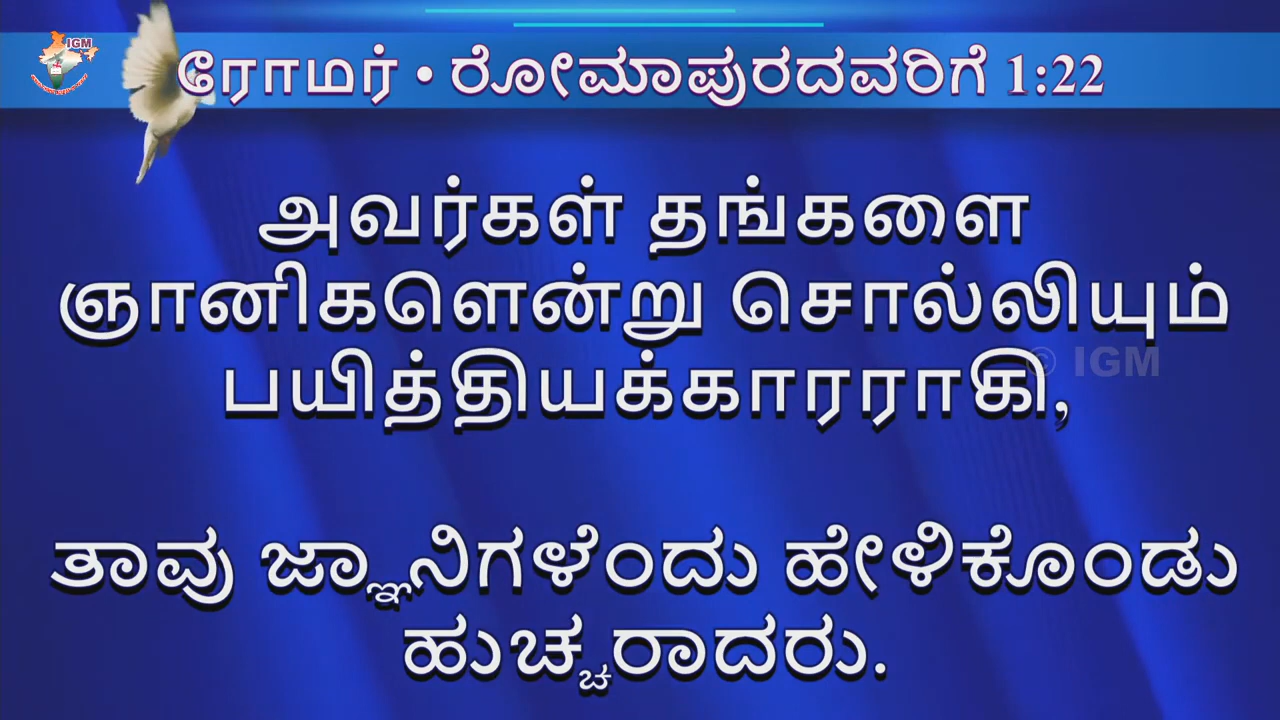 IGM
ரோமர் • ರೋಮಾಪುರದವರಿಗೆ 1:22
அவர்கள் தங்களை
ஞானிகளென்று சொல்லியும்
பயித்தியக்காரராகி,
© IGM
ತಾವು ಜ್ಞಾನಿಗಳೆಂದು ಹೇಳಿಕೊಂಡು
ಹುಚ್ಚರಾದರು.